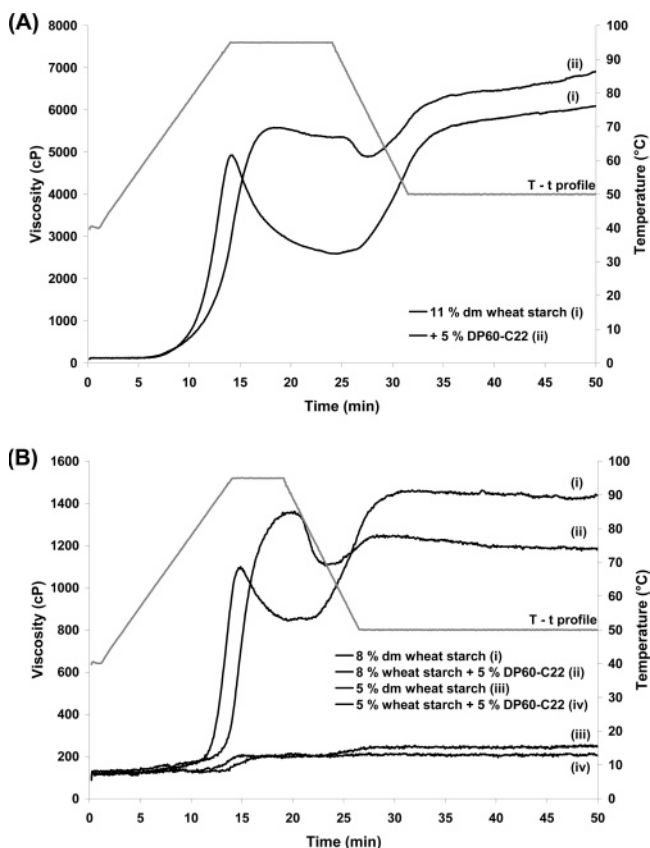 (A)
8000
7000
6000
5000
4000
3000
2000
1000
0
Viscosity (cP)
100
90
80
70
60
50
40
30
20
10
0
Temperature (°C)
(ii)
(i)
T - t profile
11 % dm wheat starch (i)
+ 5 % DP60-C22 (ii)
0 5 10 15 20 25 30 35 40 45 50
Time (min)
(B)
1600
1400
1200
1000
800
600
400
200
0
Viscosity (cP)
100
90
80
70
60
50
40
30
20
10
0
Temperature (°C)
(i)
(ii)
T - t profile
8 % dm wheat starch (i)
8 % wheat starch + 5 % DP60-C22 (ii)
5 % dm wheat starch (iii)
5 % wheat starch + 5 % DP60-C22 (iv)
(iii)
(iv)
0 5 10 15 20 25 30 35 40 45 50
Time (min)